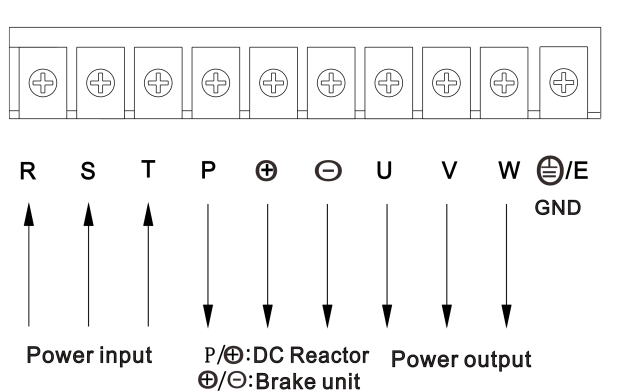 R S T P ⊕ ⊖ U V W ⏚/E
GND
Power input
P/⊕:DC Reactor
⊕/⊖:Brake unit
Power output